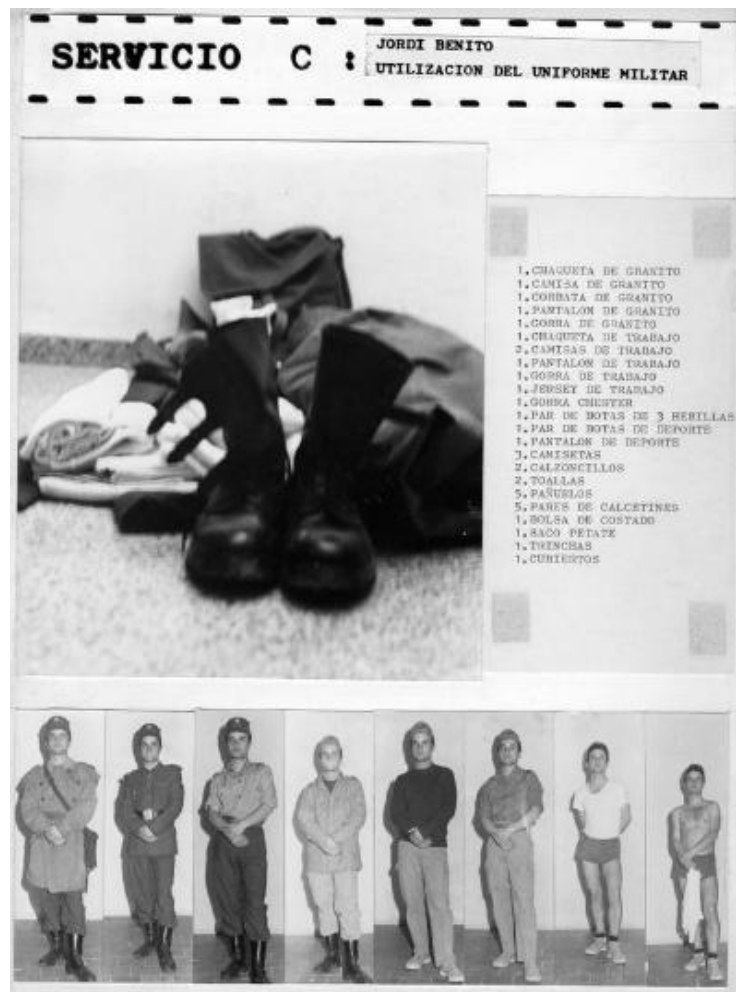 SERVICIO C :
JORDI BENITO
UTILIZACION DEL UNIFORME MILITAR
1.CHAQUETA DE GRANITO
1.CAMISA DE GRANITO
1.CORBATA DE GRANITO
1.PANTALON DE GRANITO
1.GORRA DE GRANITO
1.CHAQUETA DE TRABAJO
2.CAMISAS DE TRABAJO
1.PANTALON DE TRABAJO
1.GORRA DE TRABAJO
1.JERSEY DE TRABAJO
1.GORRA CHESTER
1.PAR DE BOTAS DE 3 HEBILLAS
1.PAR DE BOTAS DE DEPORTE
1.PANTALON DE DEPORTE
3.CAMISETAS
2.CALZONCILLOS
2.TOALLAS
5.PAÑUELOS
5.PARES DE CALCETINES
1.BOLSA DE COSTADO
1.SACO PETATE
1.TRINCHAS
1.CUBIERTOS